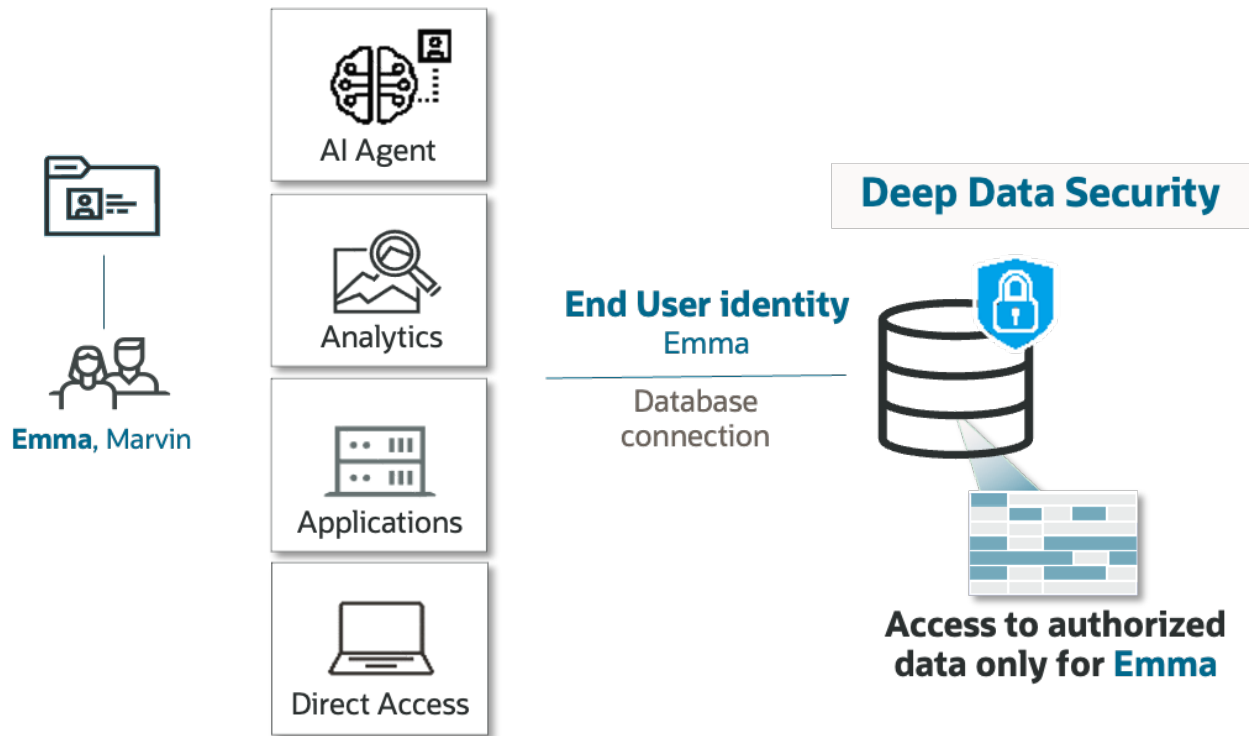 AI Agent
Analytics
Applications
Direct Access
Emma, Marvin
End User identity
Emma
Database
connection
Deep Data Security
Access to authorized
data only for Emma